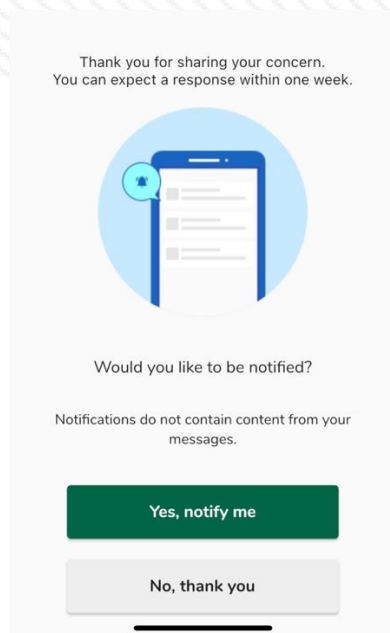 Thank you for sharing your concern.
You can expect a response within one week.
Would you like to be notified?
Notifications do not contain content from your
messages.
Yes, notify me
No, thank you